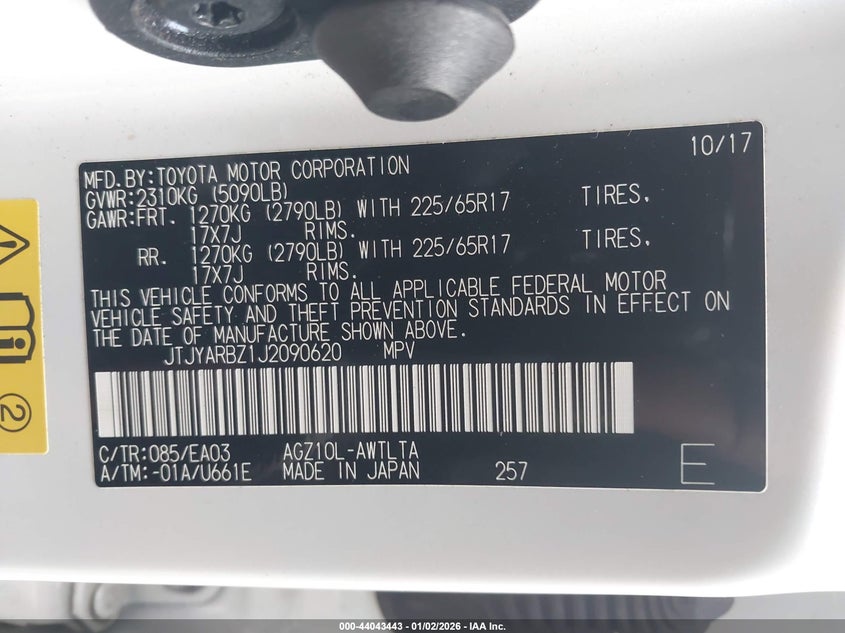 10/17
MFD.BY:TOYOTA MOTOR CORPORATION
GVWR:2310KG (5090LB)
GAWR:FRT. 1270KG (2790LB) WITH 225/65R17 TIRES.
17X7J RIMS.
RR. 1270KG (2790LB) WITH 225/65R17 TIRES.
17X7J RIMS.
THIS VEHICLE CONFORMS TO ALL APPLICABLE FEDERAL MOTOR
VEHICLE SAFETY AND THEFT PREVENTION STANDARDS IN EFFECT ON
THE DATE OF MANUFACTURE SHOWN ABOVE.
JTJYARBZ1J2090620 MPV
C/TR:085/EA03 AGZ10L-AWTLTA
A/TM:-01A/U661E MADE IN JAPAN 257 E
2
000-44043443 - 01/02/2026 - IAA Inc.